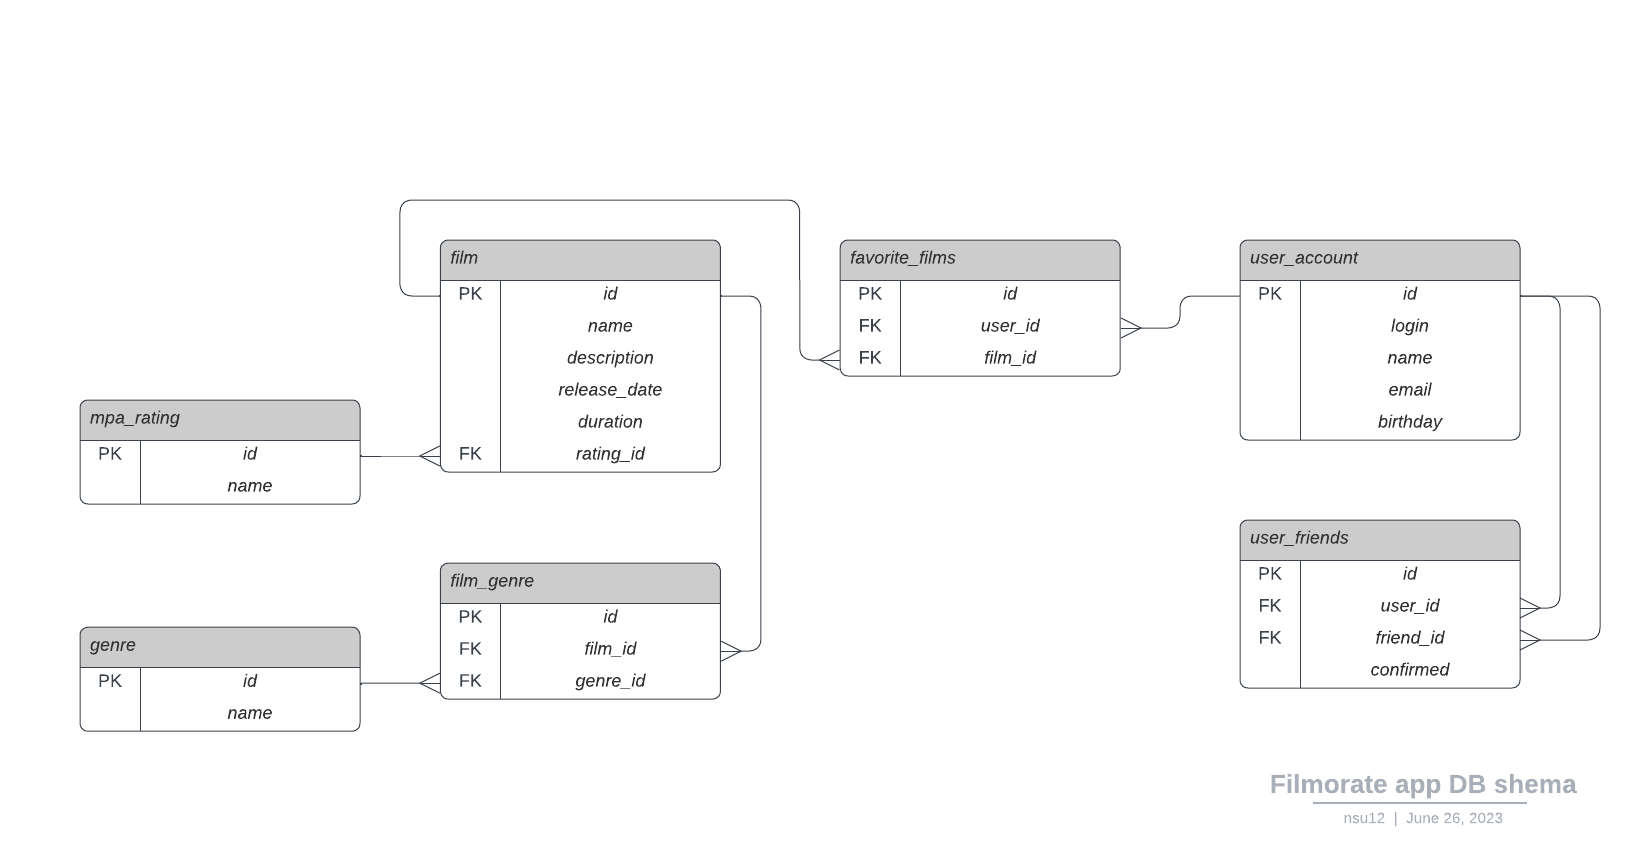 film
PK id
name
description
release_date
duration
FK rating_id
favorite_films
PK id
FK user_id
FK film_id
user_account
PK id
login
name
email
birthday
mpa_rating
PK id
name
user_friends
PK id
FK user_id
FK friend_id
confirmed
film_genre
PK id
FK film_id
FK genre_id
genre
PK id
name
Filmorate app DB shema
nsu12 | June 26, 2023